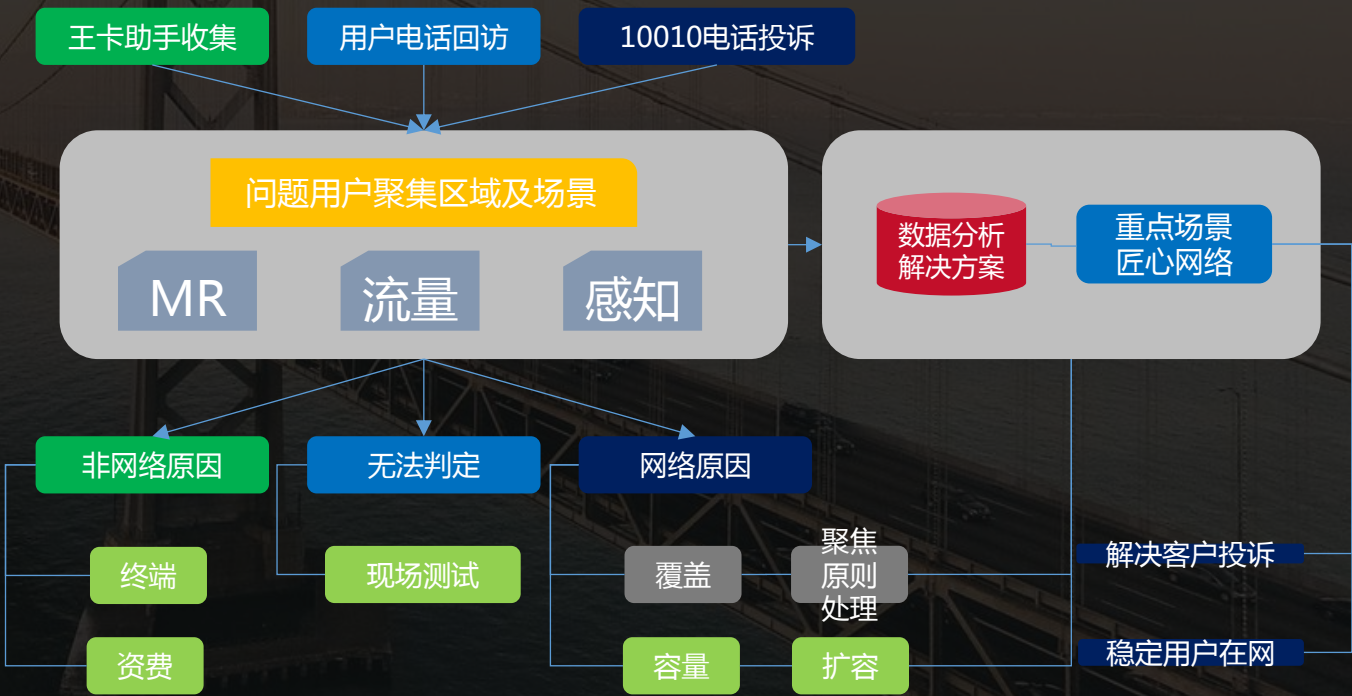 王卡助手收集
用户电话回访
10010电话投诉
问题用户聚集区域及场景
MR
流量
感知
数据分析
解决方案
重点场景
匠心网络
非网络原因
无法判定
网络原因
终端
现场测试
覆盖
聚焦
原则
处理
解决客户投诉
资费
容量
扩容
稳定用户在网